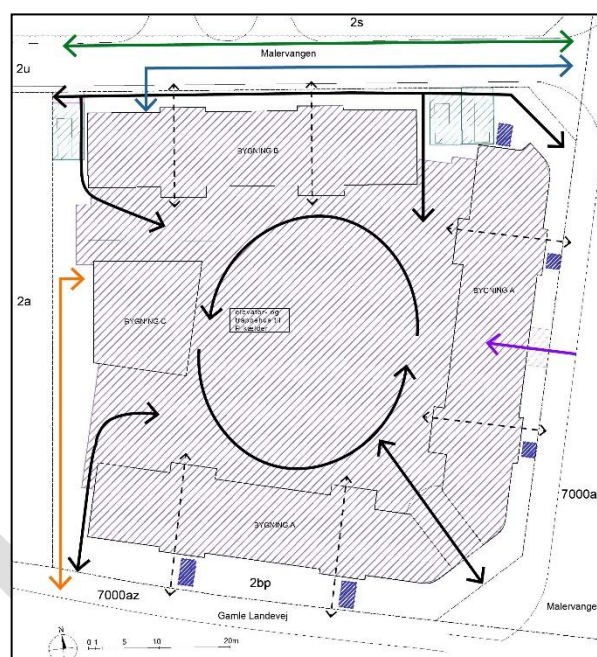 2s
Malervangen
2u
BYGNING B
2a
BYGNING A
elevator- og
trappehus til
P-kælder
BYGNING C
BYGNING A
7000a
2bp
7000az
Gamle Landevej
Malervange
N
0 1 5 10 20m